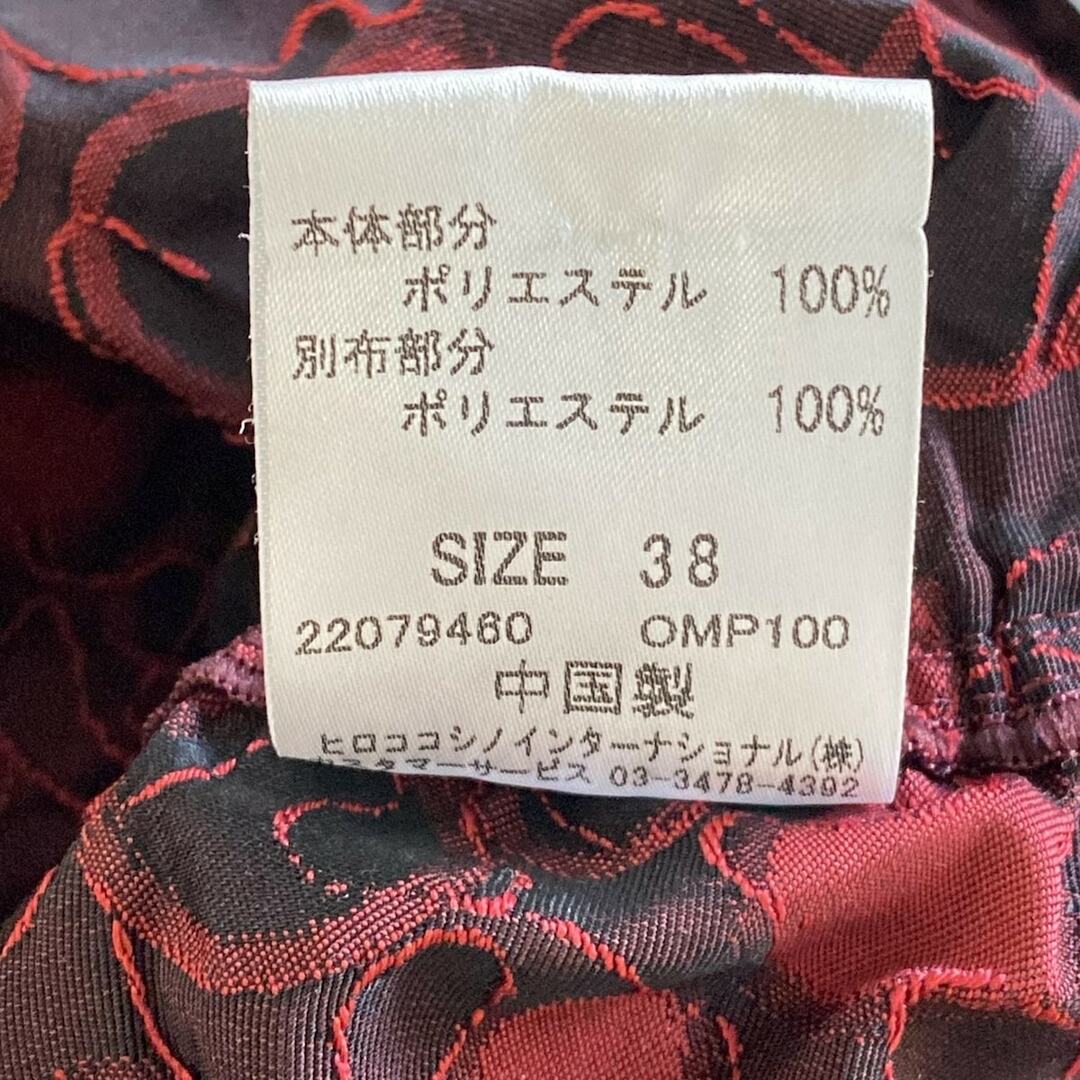 本体部分
ポリエステル 100%
別布部分
ポリエステル 100%
SIZE 38
22079460 OMP100
中国製
ヒロココシノインターナショナル(株)
カスタマーサービス 03-3478-4392